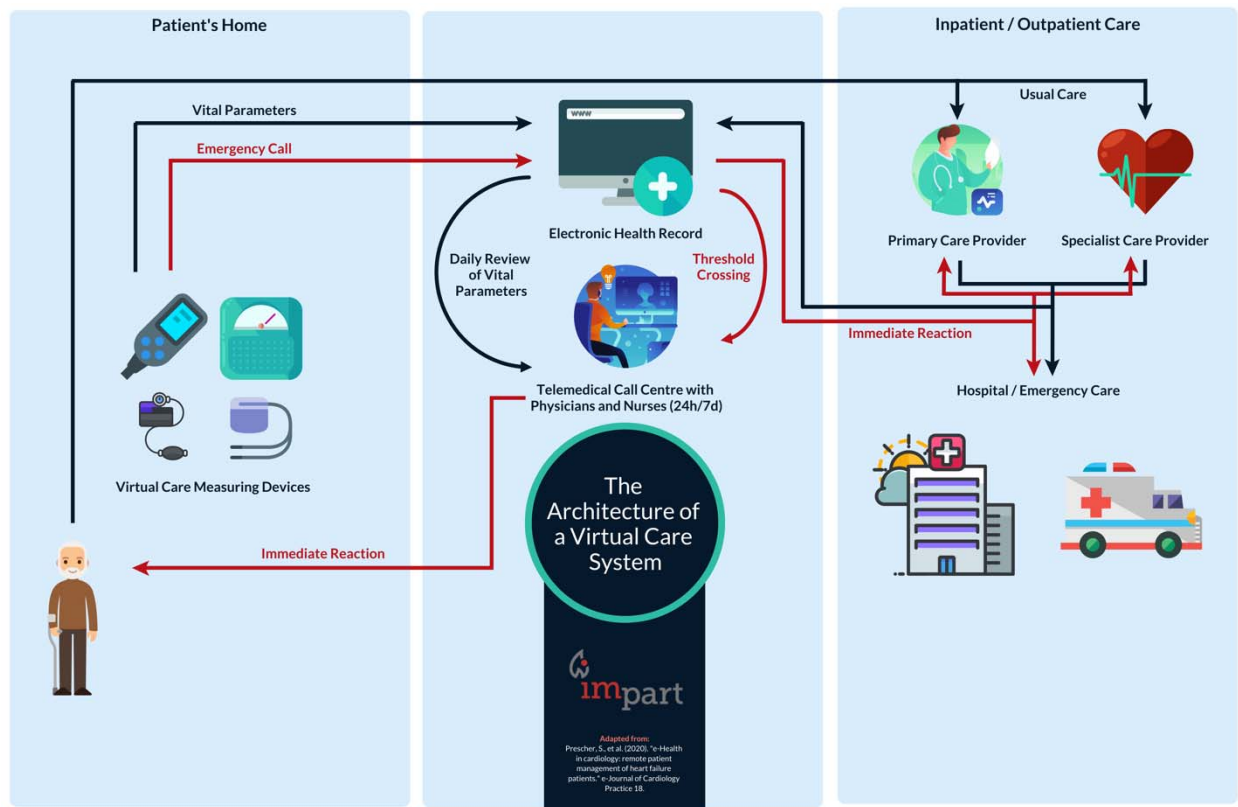 Patient's Home
Inpatient / Outpatient Care
Usual Care
Vital Parameters
Emergency Call
www
Electronic Health Record
Primary Care Provider
Specialist Care Provider
Daily Review
of Vital
Parameters
Threshold
Crossing
Immediate Reaction
Telemedical Call Centre with
Physicians and Nurses (24h/7d)
Hospital / Emergency Care
Virtual Care Measuring Devices
The
Architecture of
a Virtual Care
System
Immediate Reaction
impart
Adapted from:
Prescher, S., et al. (2020). "e-Health
in cardiology: remote patient
management of heart failure
patients." e-Journal of Cardiology
Practice 18.